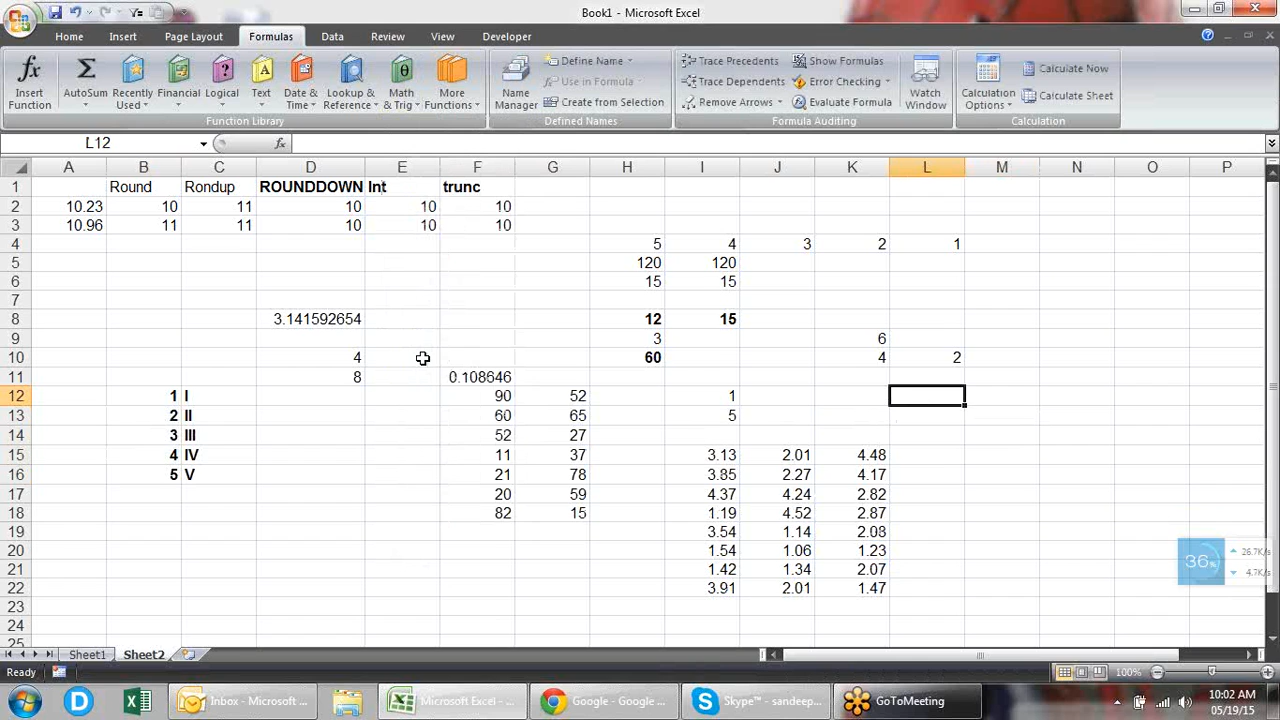 Book1 - Microsoft Excel
Home Insert Page Layout Formulas Data Review View Developer
Insert Function
AutoSum
Recently Used
Financial
Logical
Text
Date & Time
Lookup & Reference
Math & Trig
More Functions
Function Library
Name Manager
Define Name
Use in Formula
Create from Selection
Defined Names
Trace Precedents
Trace Dependents
Remove Arrows
Show Formulas
Error Checking
Evaluate Formula
Formula Auditing
Watch Window
Calculation Options
Calculate Now
Calculate Sheet
Calculation
L12 fx
A B C D E F G H I J K L M N O P
1 Round Rondup ROUNDDOWN Int trunc
2 10.23 10 11 10 10 10
3 10.96 11 11 10 10 10
4 5 4 3 2 1
5 120 120
6 15 15
7
8 3.141592654 12 15
9 3 6
10 4 60 4 2
11 8 0.108646
12 1 I 90 52 1
13 2 II 60 65 5
14 3 III 52 27
15 4 IV 11 37 3.13 2.01 4.48
16 5 V 21 78 3.85 2.27 4.17
17 20 59 4.37 4.24 2.82
18 82 15 1.19 4.52 2.87
19 3.54 1.14 2.08
20 1.54 1.06 1.23
21 1.42 1.34 2.07
22 3.91 2.01 1.47
23
24
25
36%
4.7K/s
Sheet1 Sheet2
Ready 100%
Inbox - Microsoft ... Microsoft Excel - ... Google - Google ... Skype™ - sandeep... GoToMeeting
10:02 AM
05/19/15